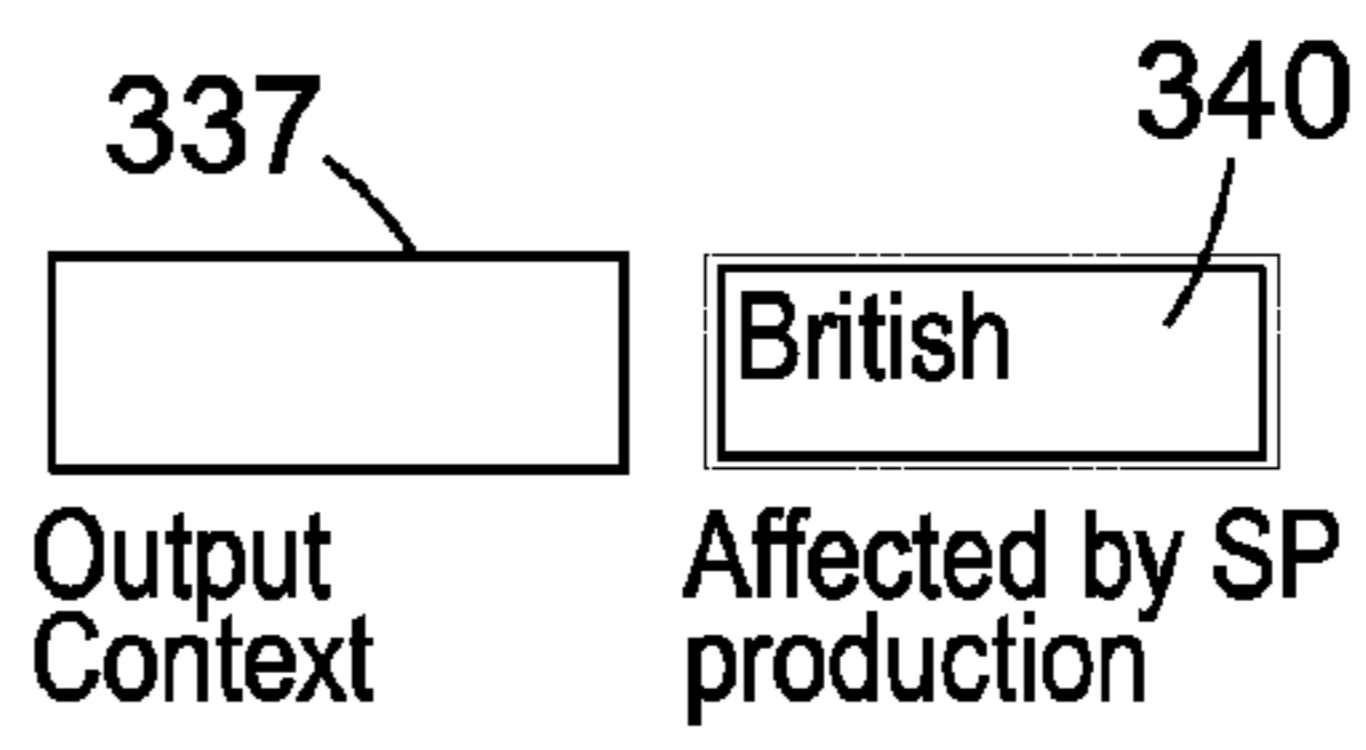 337
340
British
Output
Context
Affected by SP
production